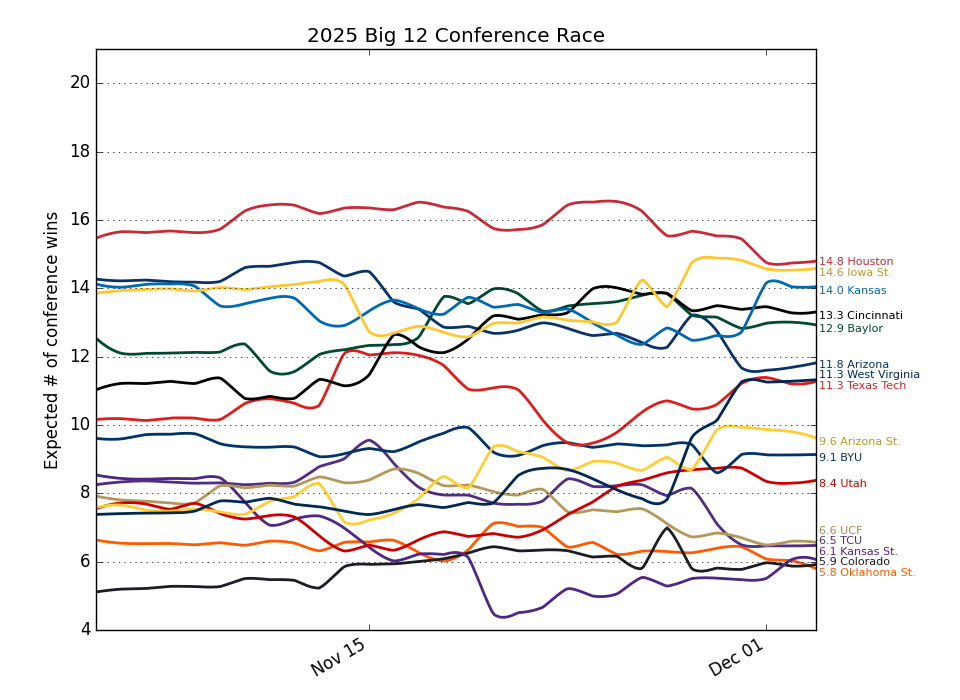 2025 Big 12 Conference Race
Expected # of conference wins
20
18
16
14
12
10
8
6
4
14.8 Houston
14.6 Iowa St.
14.0 Kansas
13.3 Cincinnati
12.9 Baylor
11.8 Arizona
11.3 West Virginia
11.3 Texas Tech
9.6 Arizona St.
9.1 BYU
8.4 Utah
6.6 UCF
6.5 TCU
6.1 Kansas St.
5.9 Colorado
5.8 Oklahoma St.
Nov 15
Dec 01